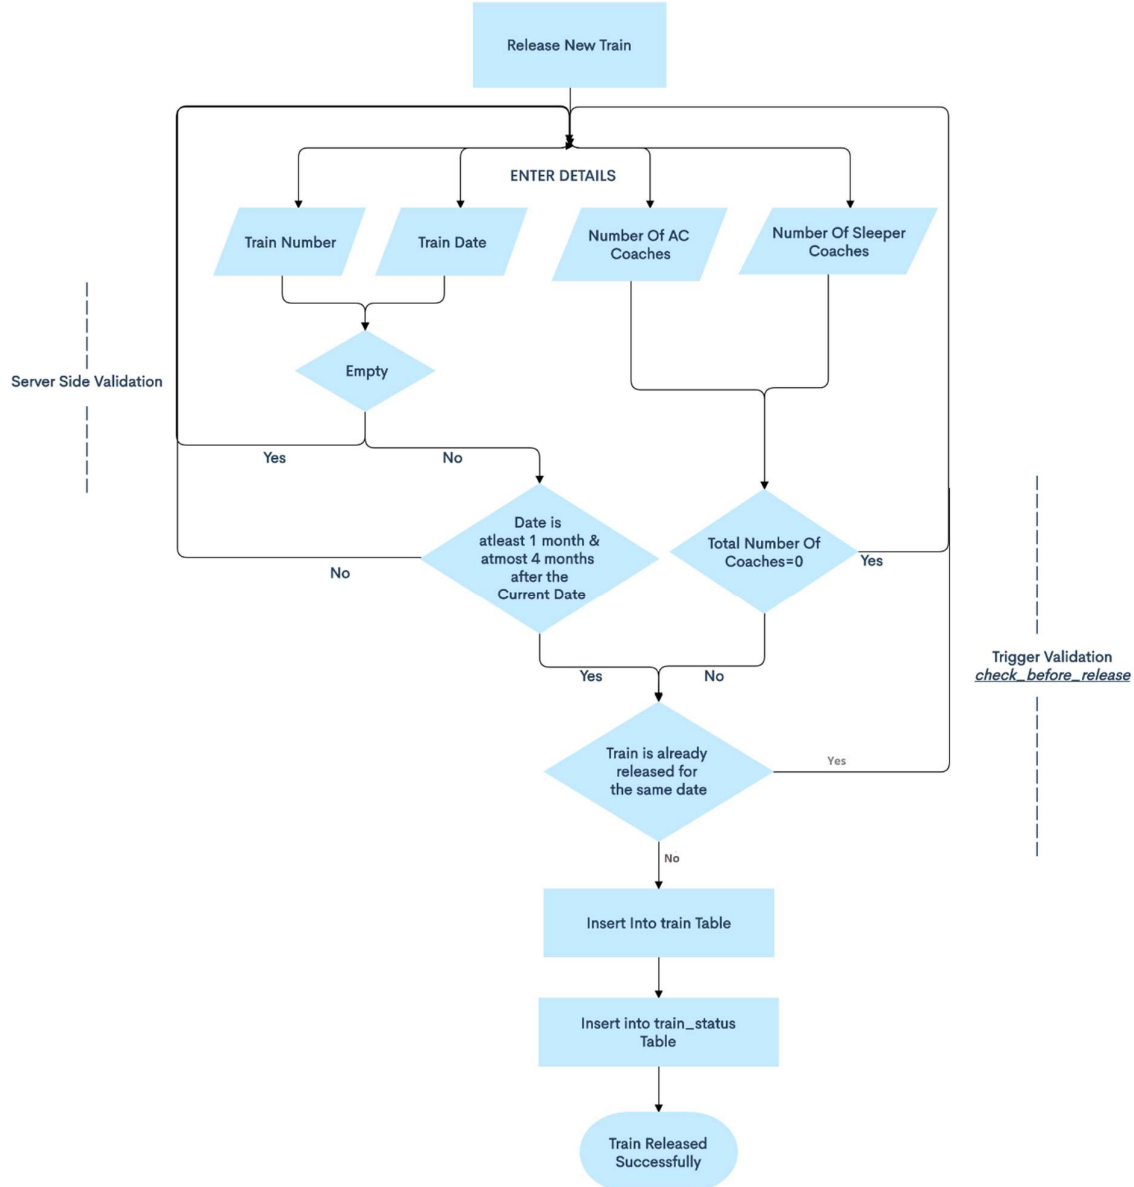 Release New Train
ENTER DETAILS
Train Number
Train Date
Number Of AC
Coaches
Number Of Sleeper
Coaches
Server Side Validation
Empty
Yes
No
Date is
atleast 1 month &
atmost 4 months
after the
Current Date
No
Total Number Of
Coaches=0
Yes
Yes
No
Trigger Validation
check_before_release
Train is already
released for
the same date
Yes
No
Insert Into train Table
Insert into train_status
Table
Train Released
Successfully